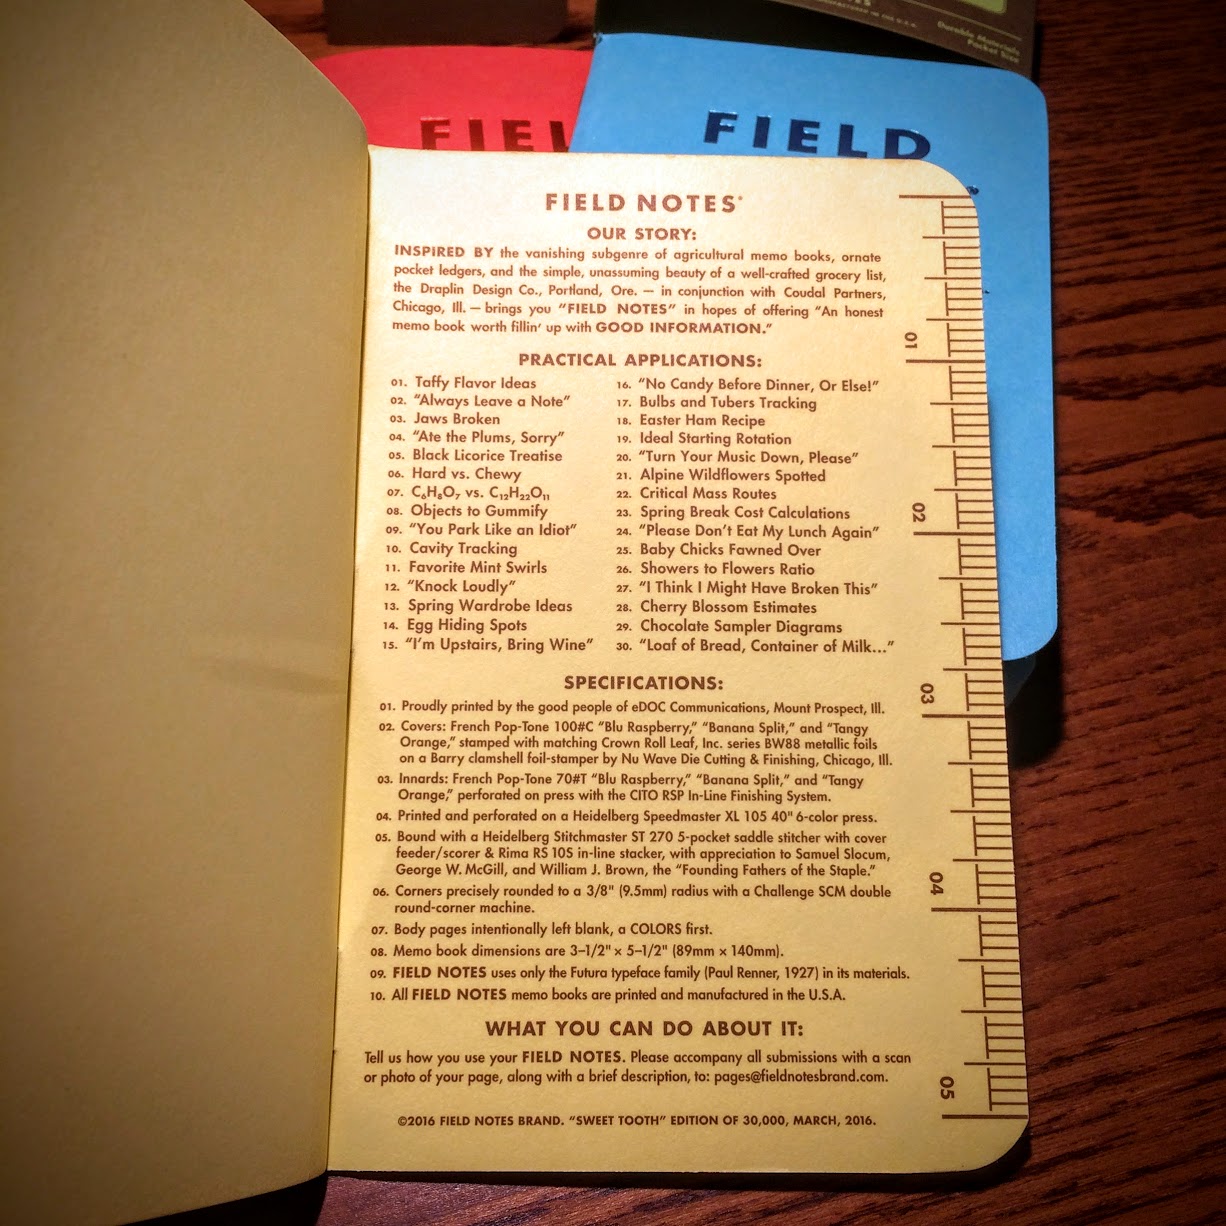 MANUFACTURED IN THE U.S.A.
Durable Materials
Pocket Size
FIEL
FIELD
FIELD NOTES®
OUR STORY:
INSPIRED BY the vanishing subgenre of agricultural memo books, ornate
pocket ledgers, and the simple, unassuming beauty of a well-crafted grocery list,
the Draplin Design Co., Portland, Ore. — in conjunction with Coudal Partners,
Chicago, Ill. — brings you “FIELD NOTES” in hopes of offering “An honest
memo book worth fillin’ up with GOOD INFORMATION.”
PRACTICAL APPLICATIONS:
01. Taffy Flavor Ideas
02. “Always Leave a Note”
03. Jaws Broken
04. “Ate the Plums, Sorry”
05. Black Licorice Treatise
06. Hard vs. Chewy
07. C₆H₈O₇ vs. C₁₂H₂₂O₁₁
08. Objects to Gummify
09. “You Park Like an Idiot”
10. Cavity Tracking
11. Favorite Mint Swirls
12. “Knock Loudly”
13. Spring Wardrobe Ideas
14. Egg Hiding Spots
15. “I’m Upstairs, Bring Wine”
16. “No Candy Before Dinner, Or Else!”
17. Bulbs and Tubers Tracking
18. Easter Ham Recipe
19. Ideal Starting Rotation
20. “Turn Your Music Down, Please”
21. Alpine Wildflowers Spotted
22. Critical Mass Routes
23. Spring Break Cost Calculations
24. “Please Don’t Eat My Lunch Again”
25. Baby Chicks Fawned Over
26. Showers to Flowers Ratio
27. “I Think I Might Have Broken This”
28. Cherry Blossom Estimates
29. Chocolate Sampler Diagrams
30. “Loaf of Bread, Container of Milk...”
SPECIFICATIONS:
01. Proudly printed by the good people of eDOC Communications, Mount Prospect, Ill.
02. Covers: French Pop-Tone 100#C “Blu Raspberry,” “Banana Split,” and “Tangy
Orange,” stamped with matching Crown Roll Leaf, Inc. series BW88 metallic foils
on a Barry clamshell foil-stamper by Nu Wave Die Cutting & Finishing, Chicago, Ill.
03. Innards: French Pop-Tone 70#T “Blu Raspberry,” “Banana Split,” and “Tangy
Orange,” perforated on press with the CITO RSP In-Line Finishing System.
04. Printed and perforated on a Heidelberg Speedmaster XL 105 40" 6-color press.
05. Bound with a Heidelberg Stitchmaster ST 270 5-pocket saddle stitcher with cover
feeder/scorer & Rima RS 10S in-line stacker, with appreciation to Samuel Slocum,
George W. McGill, and William J. Brown, the “Founding Fathers of the Staple.”
06. Corners precisely rounded to a 3/8" (9.5mm) radius with a Challenge SCM double
round-corner machine.
07. Body pages intentionally left blank, a COLORS first.
08. Memo book dimensions are 3–1/2" × 5–1/2" (89mm × 140mm).
09. FIELD NOTES uses only the Futura typeface family (Paul Renner, 1927) in its materials.
10. All FIELD NOTES memo books are printed and manufactured in the U.S.A.
WHAT YOU CAN DO ABOUT IT:
Tell us how you use your FIELD NOTES. Please accompany all submissions with a scan
or photo of your page, along with a brief description, to: pages@fieldnotesbrand.com.
©2016 FIELD NOTES BRAND. “SWEET TOOTH” EDITION OF 30,000, MARCH, 2016.
01
02
03
04
05